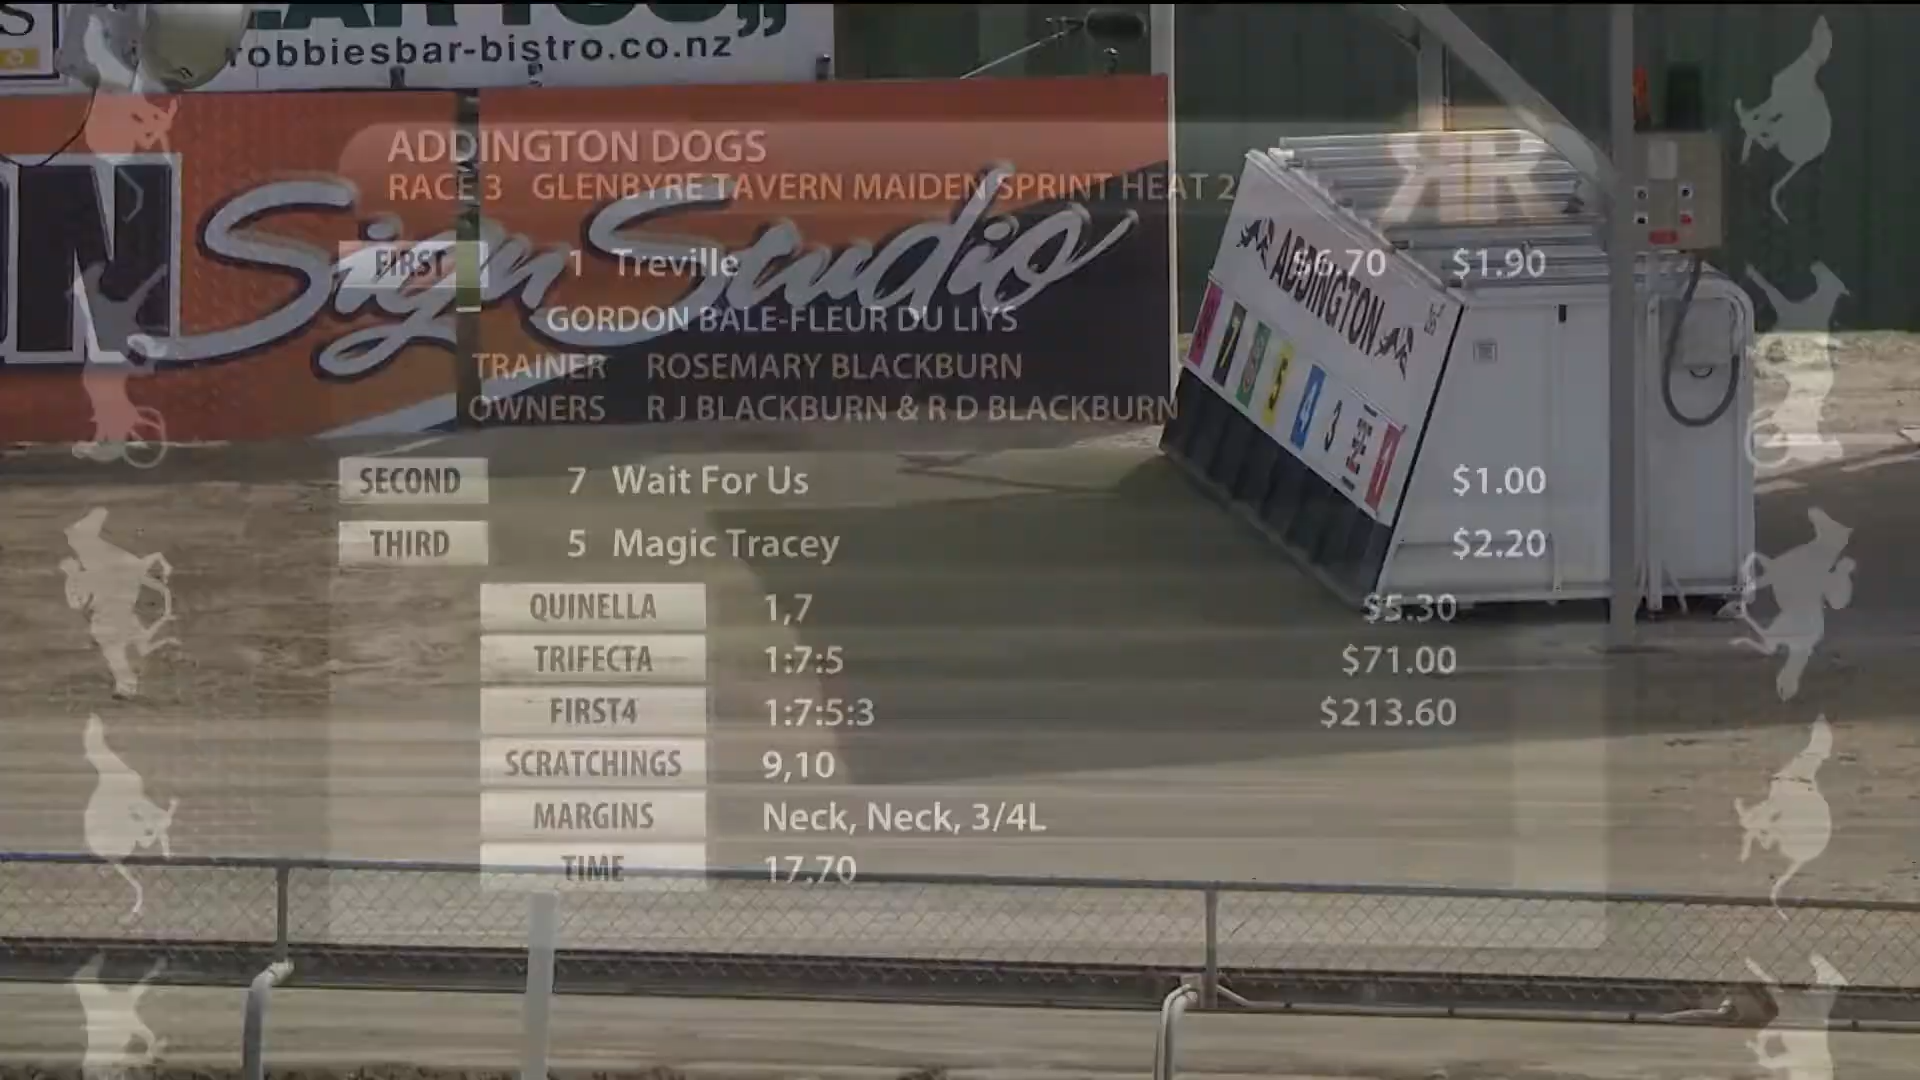 robbiesbar-bistro.co.nz
ADDINGTON DOGS
RACE 3 GLENBYRE TAVERN MAIDEN SPRINT HEAT 2
Sign Studio
FIRST 1 Treville $6.70 $1.90
GORDON BALE-FLEUR DU LIYS
TRAINER ROSEMARY BLACKBURN
OWNERS R J BLACKBURN & R D BLACKBURN
ADDINGTON
7 5 4 3
SECOND 7 Wait For Us $1.00
THIRD 5 Magic Tracey $2.20
QUINELLA 1,7 $5.30
TRIFECTA 1:7:5 $71.00
FIRST4 1:7:5:3 $213.60
SCRATCHINGS 9,10
MARGINS Neck, Neck, 3/4L
TIME 17.70